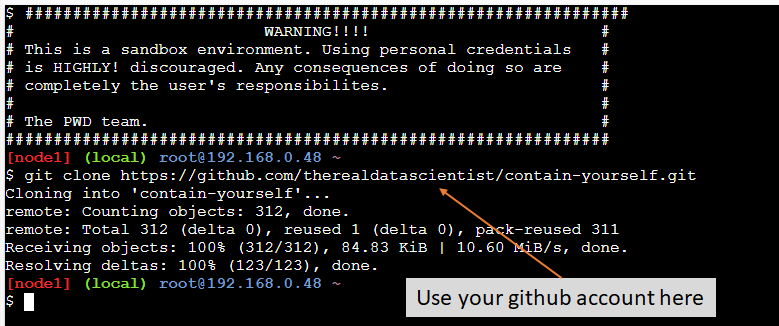 $ ##############################################################
#                          WARNING!!!!                        #
# This is a sandbox environment. Using personal credentials   #
# is HIGHLY! discouraged. Any consequences of doing so are    #
# completely the user's responsibilites.                      #
#                                                             #
#                                                             #
# The PWD team.                                               #
###############################################################
[node1] (local) root@192.168.0.48 ~
$ git clone https://github.com/therealdatascientist/contain-yourself.git
Cloning into 'contain-yourself'...
remote: Counting objects: 312, done.
remote: Total 312 (delta 0), reused 1 (delta 0), pack-reused 311
Receiving objects: 100% (312/312), 84.83 KiB | 10.60 MiB/s, done.
Resolving deltas: 100% (123/123), done.
[node1] (local) root@192.168.0.48 ~
$
Use your github account here